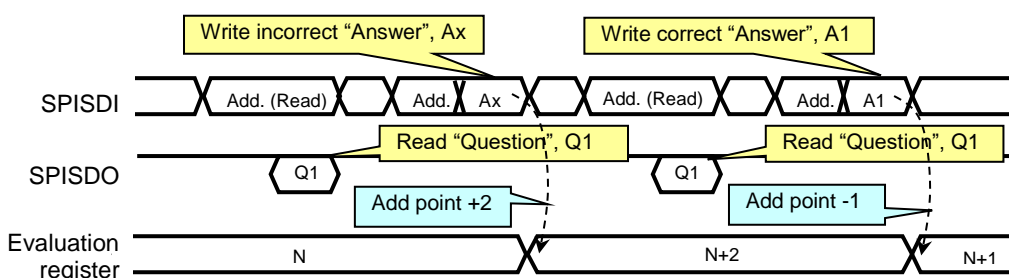 Write incorrect “Answer”, Ax
Write correct “Answer”, A1
SPISDI
Add. (Read)
Add.
Ax
Add. (Read)
Add.
A1
Read “Question”, Q1
Read “Question”, Q1
SPISDO
Q1
Q1
Add point +2
Add point -1
Evaluation
register
N
N+2
N+1